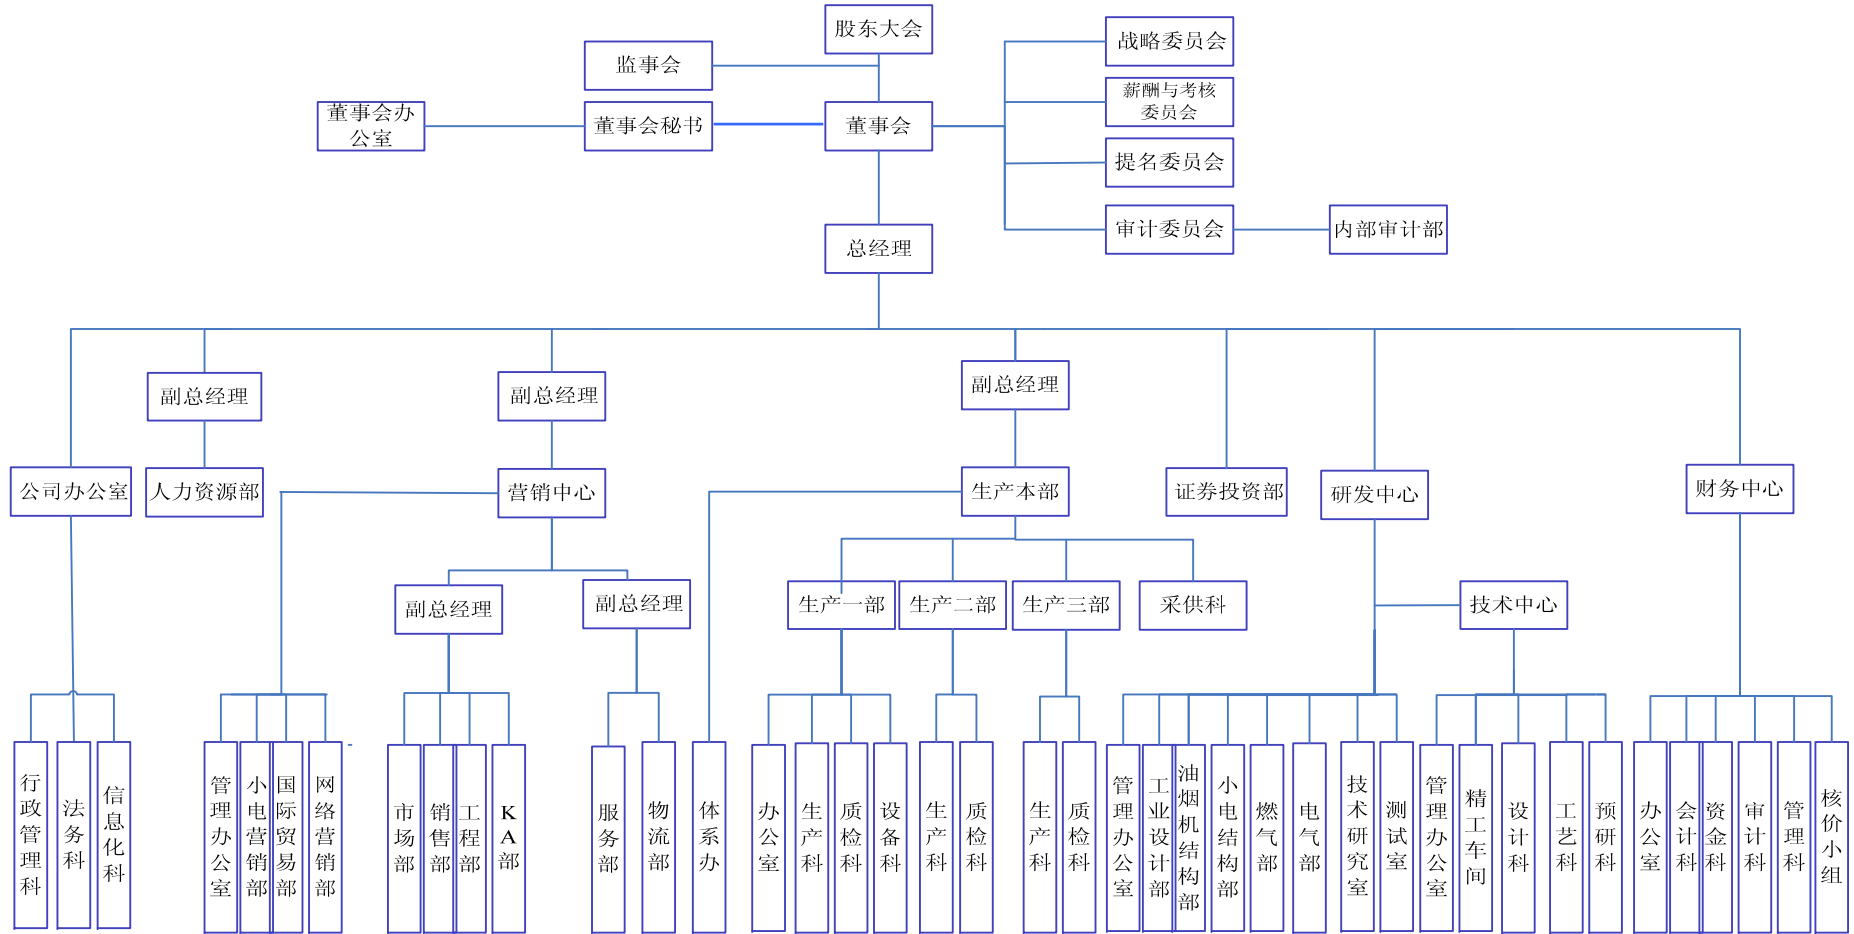 股东大会
监事会
战略委员会
薪酬与考核
委员会
董事会办
公室
董事会秘书
董事会
提名委员会
审计委员会
内部审计部
总经理
副总经理
副总经理
副总经理
公司办公室
人力资源部
营销中心
生产本部
证券投资部
研发中心
财务中心
副总经理
副总经理
生产一部
生产二部
生产三部
采供科
技术中心
行政管理科
法务科
信息化科
管理办公室
小电营销部
国际贸易部
网络营销部
市场部
销售部
工程部
KA部
服务部
物流部
体系办
办公室
生产科
质检科
设备科
生产科
质检科
生产科
质检科
管理办公室
工业设计部
油烟机结构部
小电结构部
燃气部
电气部
技术研究室
测试室
管理办公室
精工车间
设计科
工艺科
预研科
办公室
会计科
资金科
审计科
管理科
核价小组